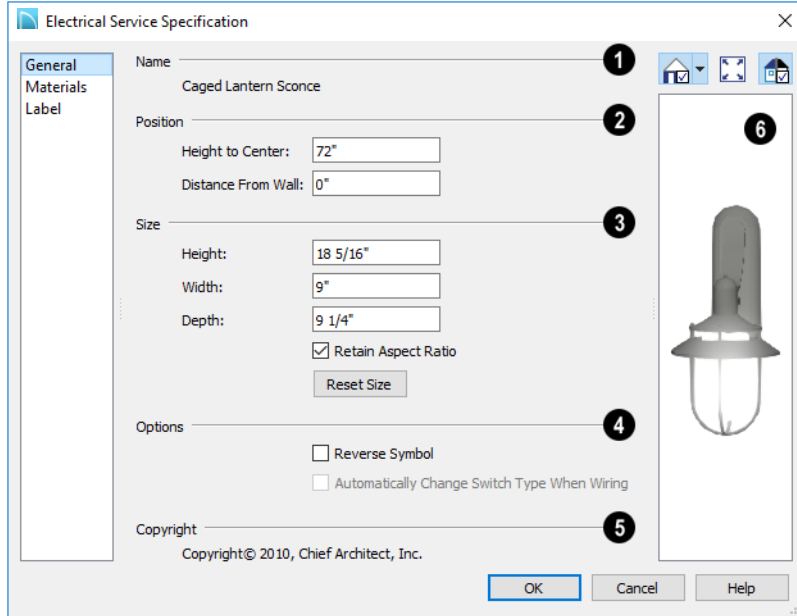 Electrical Service Specification
General
Materials
Label
Name 1
Caged Lantern Sconce
Position 2
Height to Center: 72"
Distance From Wall: 0"
Size 3
Height: 18 5/16"
Width: 9"
Depth: 9 1/4"
Retain Aspect Ratio
Reset Size
Options 4
Reverse Symbol
Automatically Change Switch Type When Wiring
Copyright 5
Copyright© 2010, Chief Architect, Inc.
6
OK Cancel Help